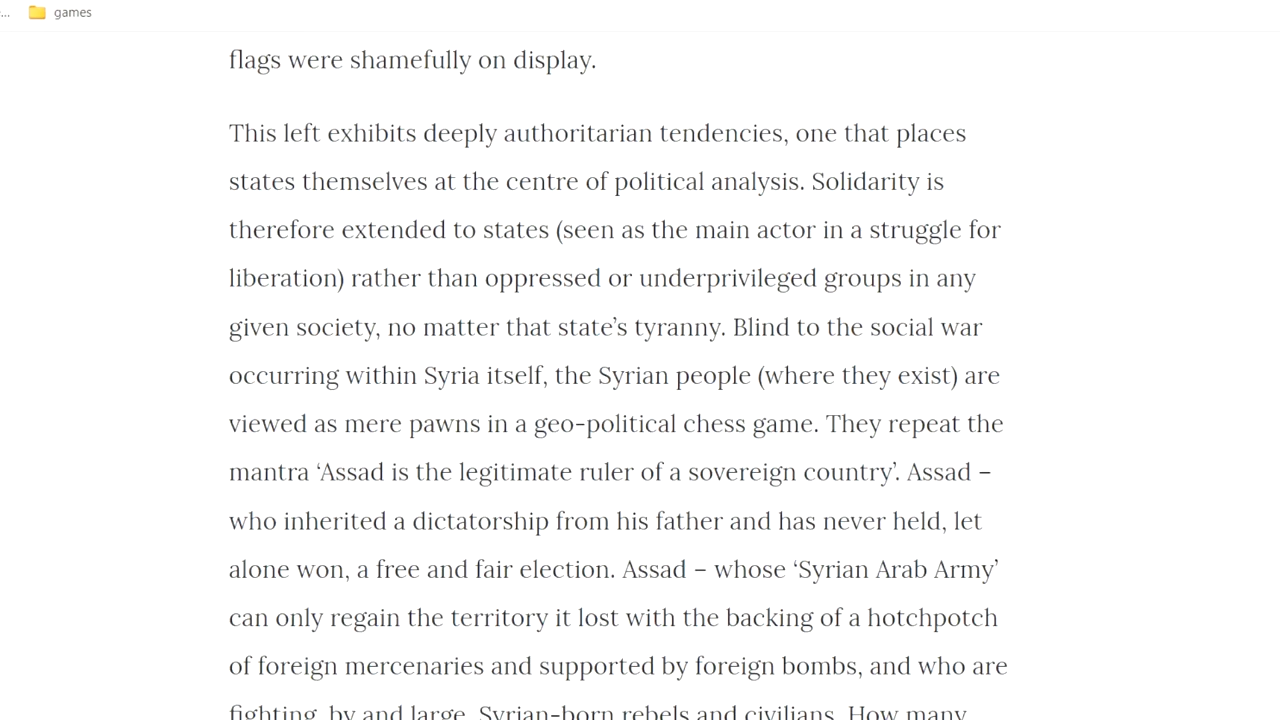 games
flags were shamefully on display.
This left exhibits deeply authoritarian tendencies, one that places
states themselves at the centre of political analysis. Solidarity is
therefore extended to states (seen as the main actor in a struggle for
liberation) rather than oppressed or underprivileged groups in any
given society, no matter that state’s tyranny. Blind to the social war
occurring within Syria itself, the Syrian people (where they exist) are
viewed as mere pawns in a geo-political chess game. They repeat the
mantra ‘Assad is the legitimate ruler of a sovereign country’. Assad –
who inherited a dictatorship from his father and has never held, let
alone won, a free and fair election. Assad – whose ‘Syrian Arab Army’
can only regain the territory it lost with the backing of a hotchpotch
of foreign mercenaries and supported by foreign bombs, and who are
fighting, by and large, Syrian-born rebels and civilians. How many